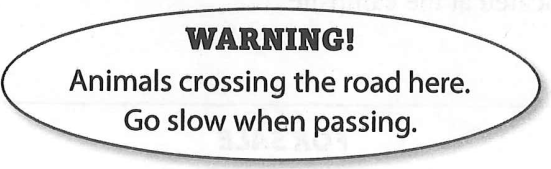 WARNING!
Animals crossing the road here.
Go slow when passing.